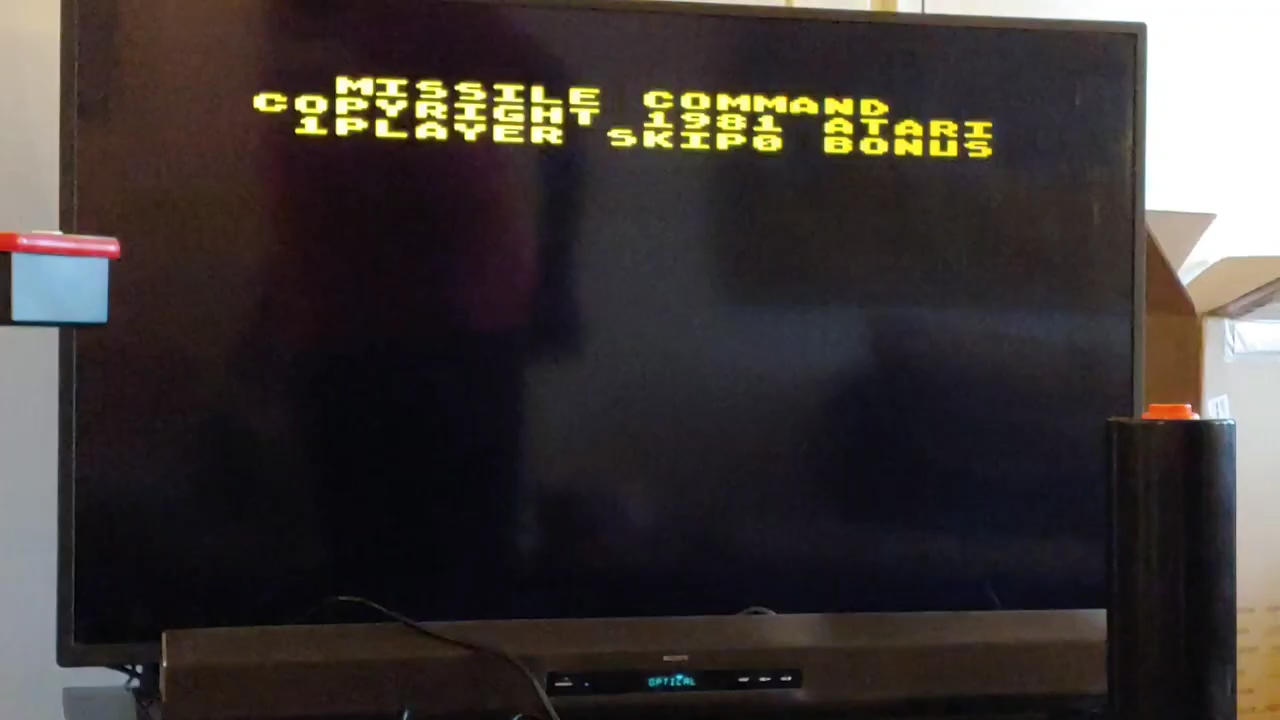 MISSILE COMMAND
COPYRIGHT 1981 ATARI
1PLAYER SKIP0 BONUS
OPTICAL